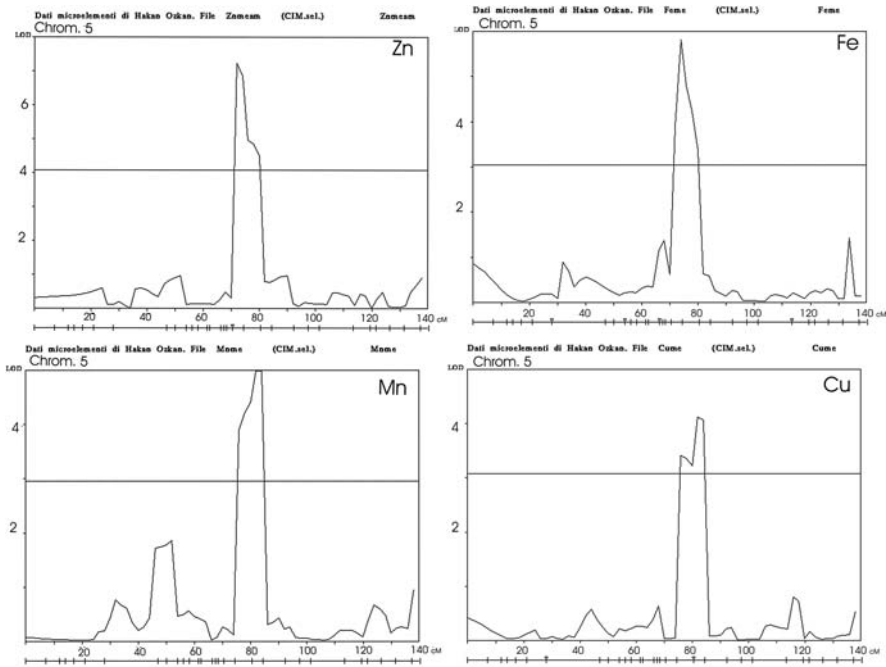 Dati microelementi di Hakan Ozkan. File Znmeam (CIM.sel.) Znmeam
LOD Chrom. 5
Zn
6
4
2
20 40 60 80 100 120 140 cM
Dati microelementi di Hakan Ozkan. File Feme (CIM.sel.) Feme
LOD Chrom. 5
Fe
4
2
20 40 60 80 100 120 140 cM
Dati microelementi di Hakan Ozkan. File Mnome (CIM.sel.) Mnome
Chrom. 5
LOD
Mn
4
2
20 40 60 80 100 120 140 cM
Dati microelementi di Hakan Ozkan. File Cume (CIM.sel.) Cume
Chrom. 5
LOD
Cu
4
2
20 40 60 80 100 120 140 cM